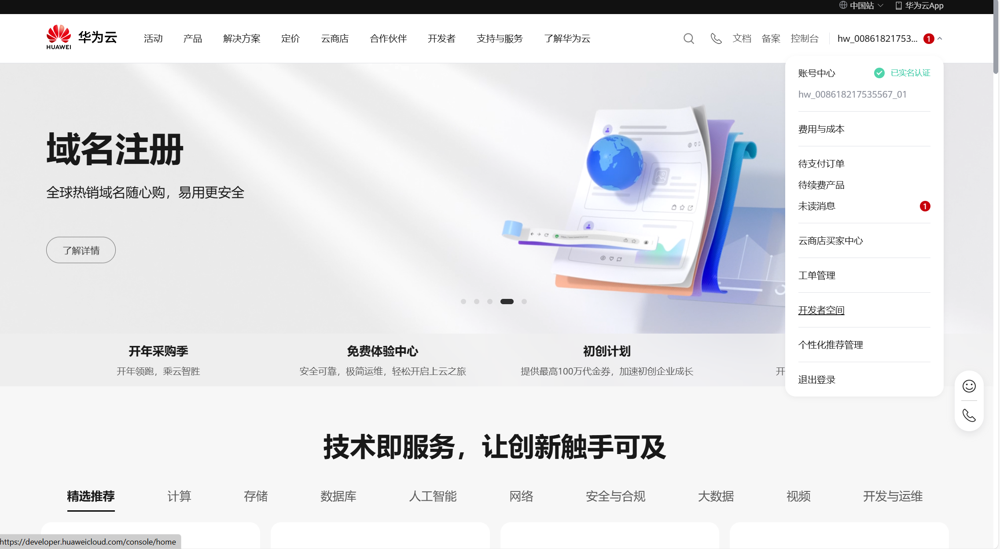 中国站 华为云App
HUAWEI 华为云 活动 产品 解决方案 定价 云商店 合作伙伴 开发者 支持与服务 了解华为云 文档 备案 控制台 hw_00861821753... 1
账号中心 已实名认证
hw_008618217535567_01
费用与成本
待支付订单
待续费产品
未读消息 1
云商店买家中心
工单管理
开发者空间
个性化推荐管理
退出登录
域名注册
全球热销域名随心购，易用更安全
了解详情
开年采购季 免费体验中心 初创计划
开年领跑，乘云智胜 安全可靠，极简运维，轻松开启上云之旅 提供最高100万代金券，加速初创企业成长 开
技术即服务，让创新触手可及
精选推荐 计算 存储 数据库 人工智能 网络 安全与合规 大数据 视频 开发与运维
https://developer.huaweicloud.com/console/home